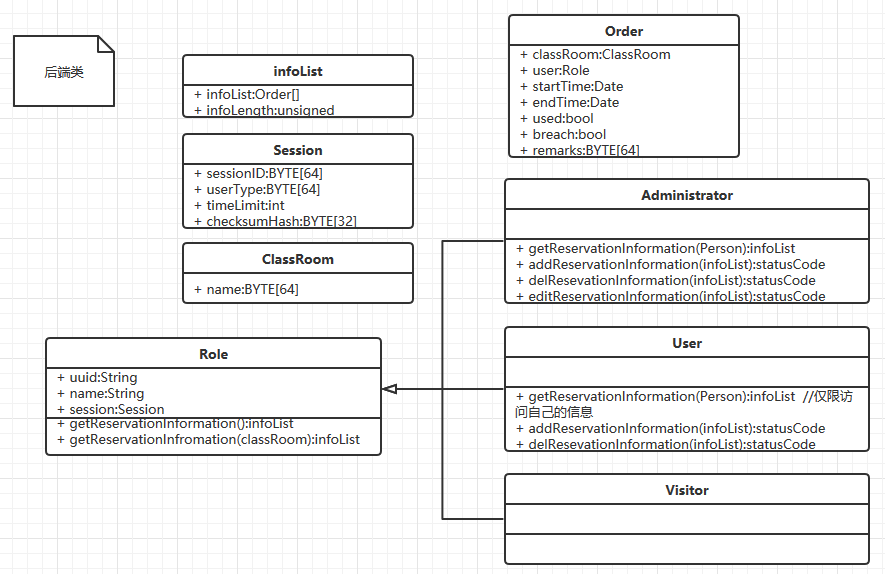 后端类
infoList
+ infoList:Order[]
+ infoLength:unsigned
Session
+ sessionID:BYTE[64]
+ userType:BYTE[64]
+ timeLimit:int
+ checksumHash:BYTE[32]
ClassRoom
+ name:BYTE[64]
Role
+ uuid:String
+ name:String
+ session:Session
+ getReservationInformation():infoList
+ getReservationInfromation(classRoom):infoList
Order
+ classRoom:ClassRoom
+ user:Role
+ startTime:Date
+ endTime:Date
+ used:bool
+ breach:bool
+ remarks:BYTE[64]
Administrator
+ getReservationInformation(Person):infoList
+ addReservationInformation(infoList):statusCode
+ delResevationInformation(infoList):statusCode
+ editReservationInformation(infoList):statusCode
User
+ getReservationInformation(Person):infoList  //仅限访
问自己的信息
+ addReservationInformation(infoList):statusCode
+ delResevationInformation(infoList):statusCode
Visitor